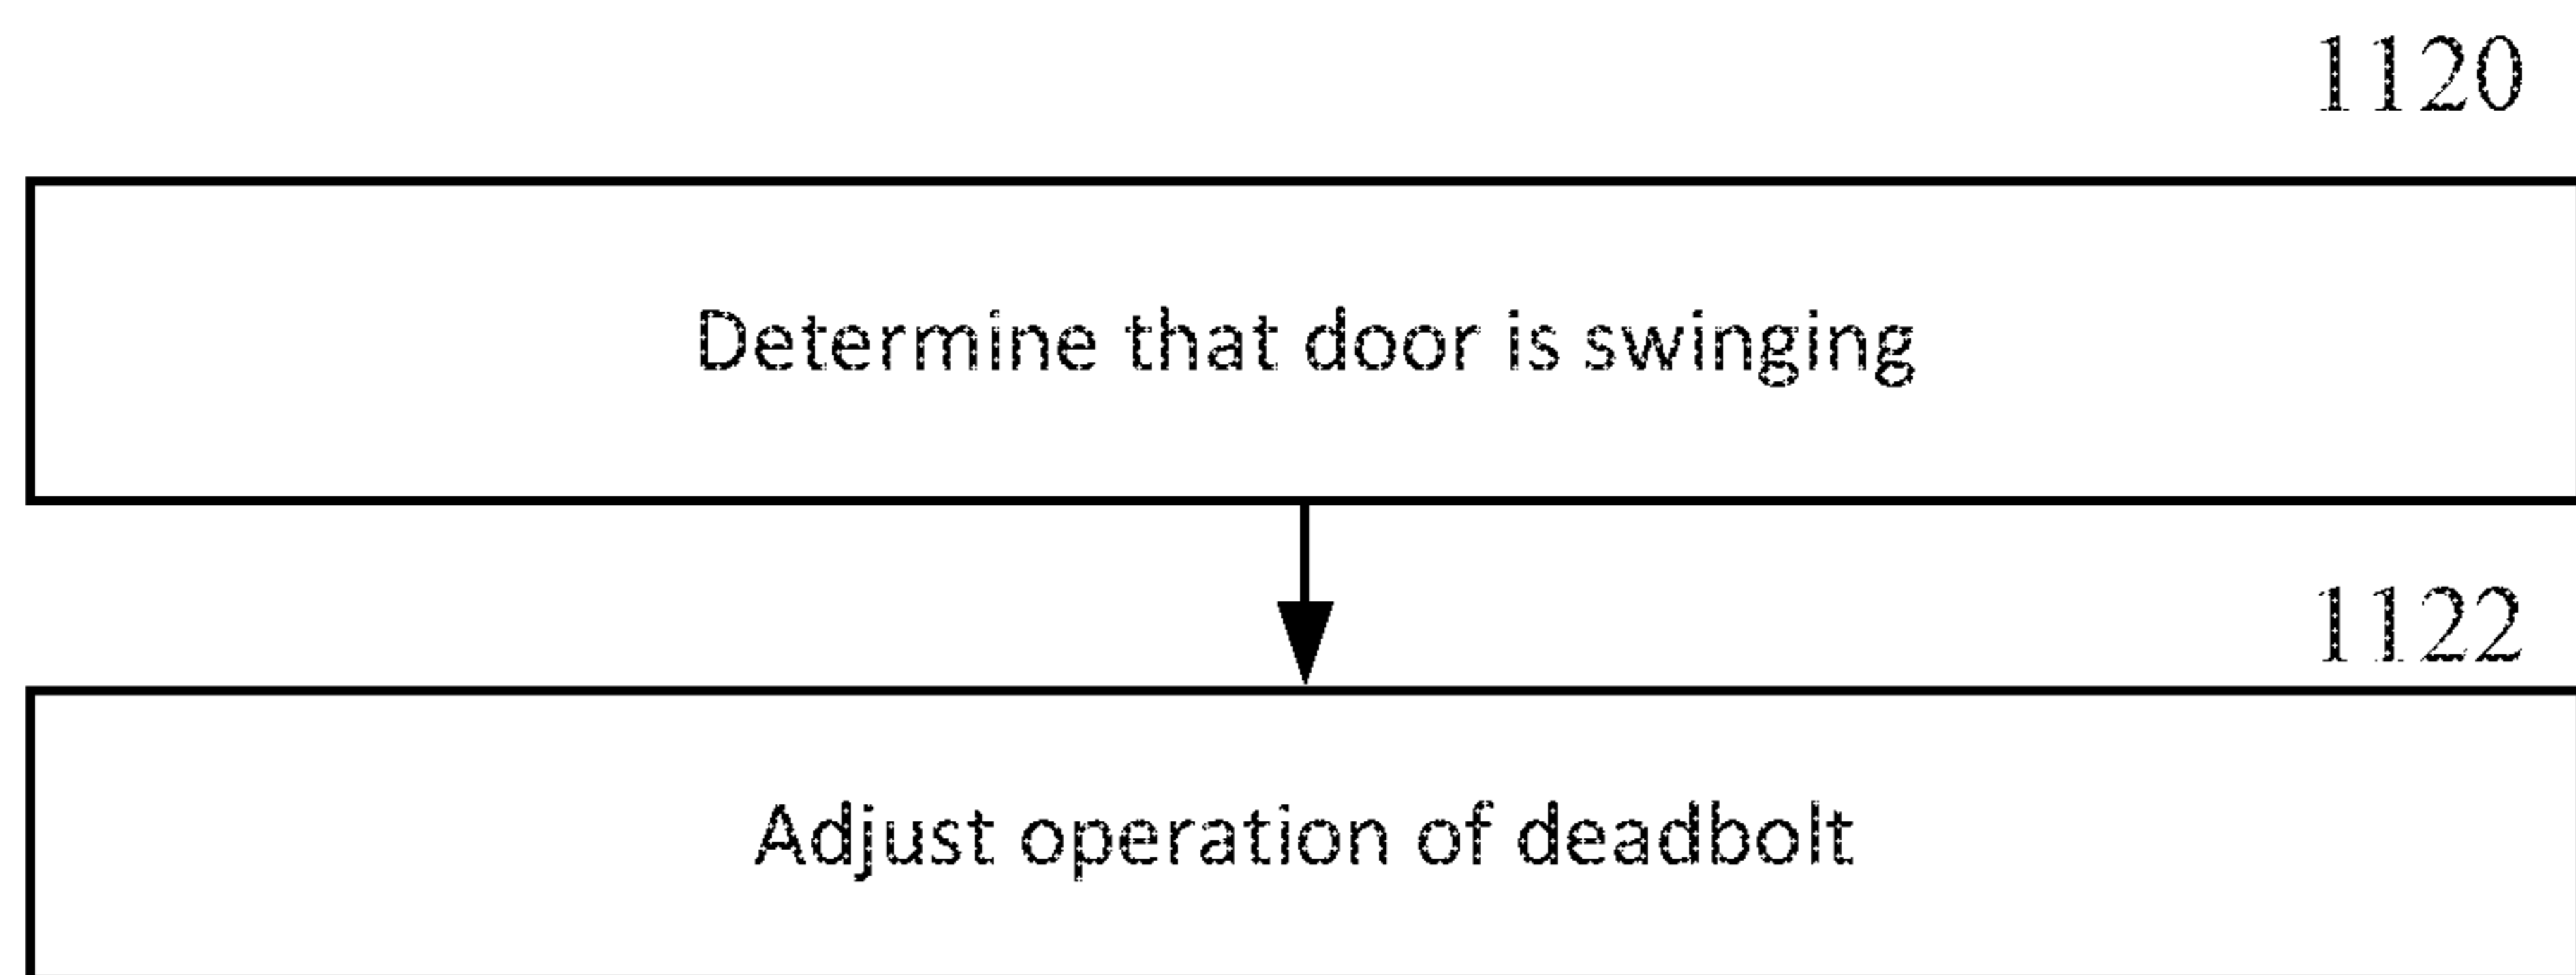 1120
Determine that door is swinging
1122
Adjust operation of deadbolt